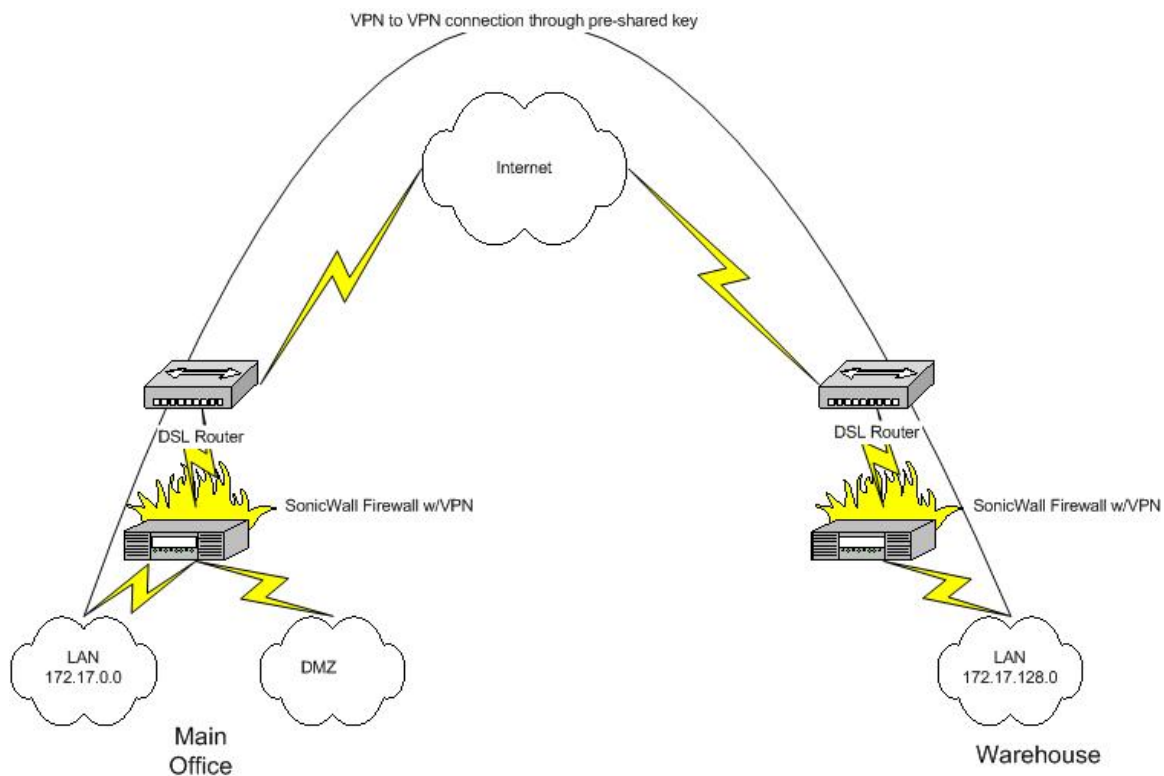 VPN to VPN connection through pre-shared key
Internet
DSL Router
DSL Router
SonicWall Firewall w/VPN
SonicWall Firewall w/VPN
LAN
172.17.0.0
DMZ
LAN
172.17.128.0
Main
Office
Warehouse